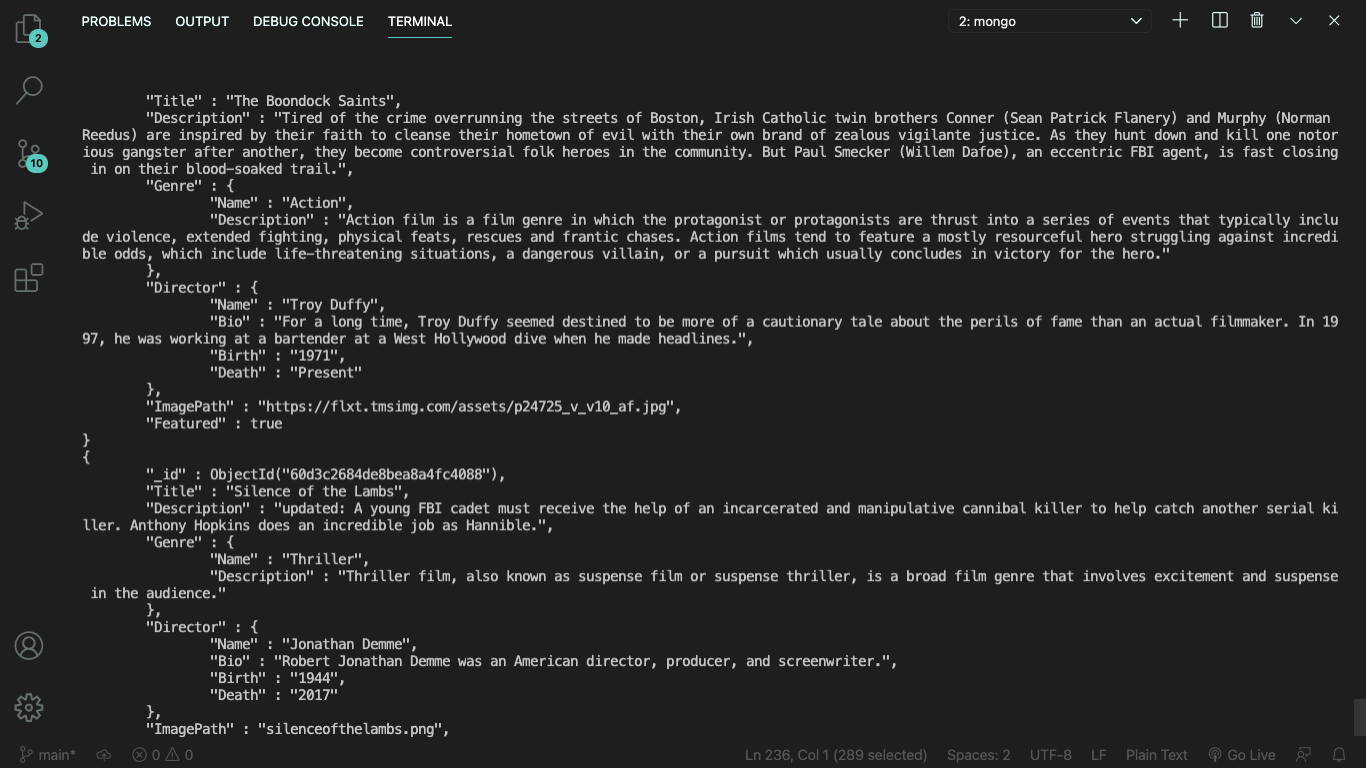 PROBLEMS OUTPUT DEBUG CONSOLE TERMINAL 2: mongo
2
10
"Title" : "The Boondock Saints",
"Description" : "Tired of the crime overrunning the streets of Boston, Irish Catholic twin brothers Conner (Sean Patrick Flanery) and Murphy (Norman
Reedus) are inspired by their faith to cleanse their hometown of evil with their own brand of zealous vigilante justice. As they hunt down and kill one notor
ious gangster after another, they become controversial folk heroes in the community. But Paul Smecker (Willem Dafoe), an eccentric FBI agent, is fast closing
in on their blood-soaked trail.",
"Genre" : {
"Name" : "Action",
"Description" : "Action film is a film genre in which the protagonist or protagonists are thrust into a series of events that typically inclu
de violence, extended fighting, physical feats, rescues and frantic chases. Action films tend to feature a mostly resourceful hero struggling against incredi
ble odds, which include life-threatening situations, a dangerous villain, or a pursuit which usually concludes in victory for the hero."
},
"Director" : {
"Name" : "Troy Duffy",
"Bio" : "For a long time, Troy Duffy seemed destined to be more of a cautionary tale about the perils of fame than an actual filmmaker. In 19
97, he was working at a bartender at a West Hollywood dive when he made headlines.",
"Birth" : "1971",
"Death" : "Present"
},
"ImagePath" : "https://flxt.tmsimg.com/assets/p24725_v_v10_af.jpg",
"Featured" : true
}
{
"_id" : ObjectId("60d3c2684de8bea8a4fc4088"),
"Title" : "Silence of the Lambs",
"Description" : "updated: A young FBI cadet must receive the help of an incarcerated and manipulative cannibal killer to help catch another serial ki
ller. Anthony Hopkins does an incredible job as Hannible.",
"Genre" : {
"Name" : "Thriller",
"Description" : "Thriller film, also known as suspense film or suspense thriller, is a broad film genre that involves excitement and suspense
in the audience."
},
"Director" : {
"Name" : "Jonathan Demme",
"Bio" : "Robert Jonathan Demme was an American director, producer, and screenwriter.",
"Birth" : "1944",
"Death" : "2017"
},
"ImagePath" : "silenceofthelambs.png",
main* 0 0 Ln 236, Col 1 (289 selected) Spaces: 2 UTF-8 LF Plain Text Go Live